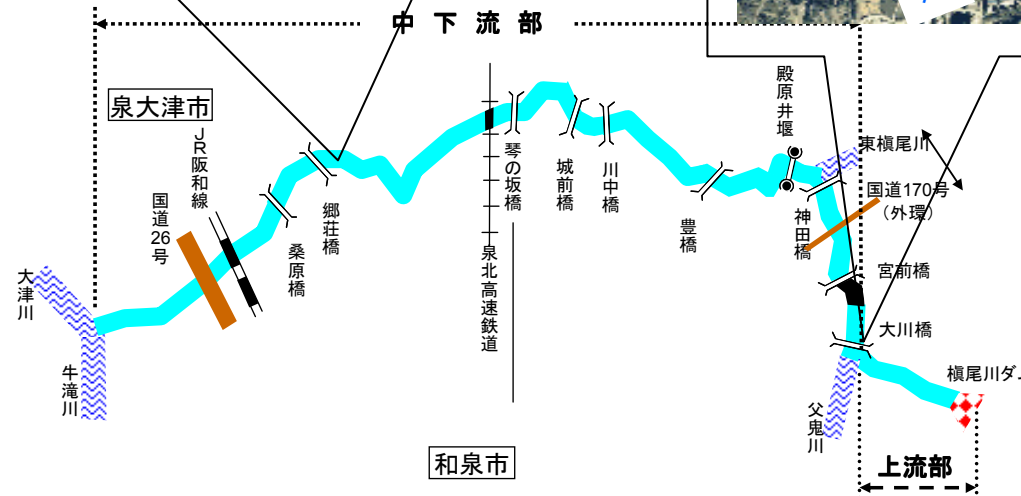 中下流部
泉大津市
JR阪和線
国道26号
大津川
牛滝川
桑原橋
郷荘橋
泉北高速鉄道
琴の坂橋
城前橋
川中橋
豊橋
殿原井堰
神田橋
東槇尾川
国道170号
（外環）
宮前橋
大川橋
槇尾川ダ
父鬼川
上流部
和泉市